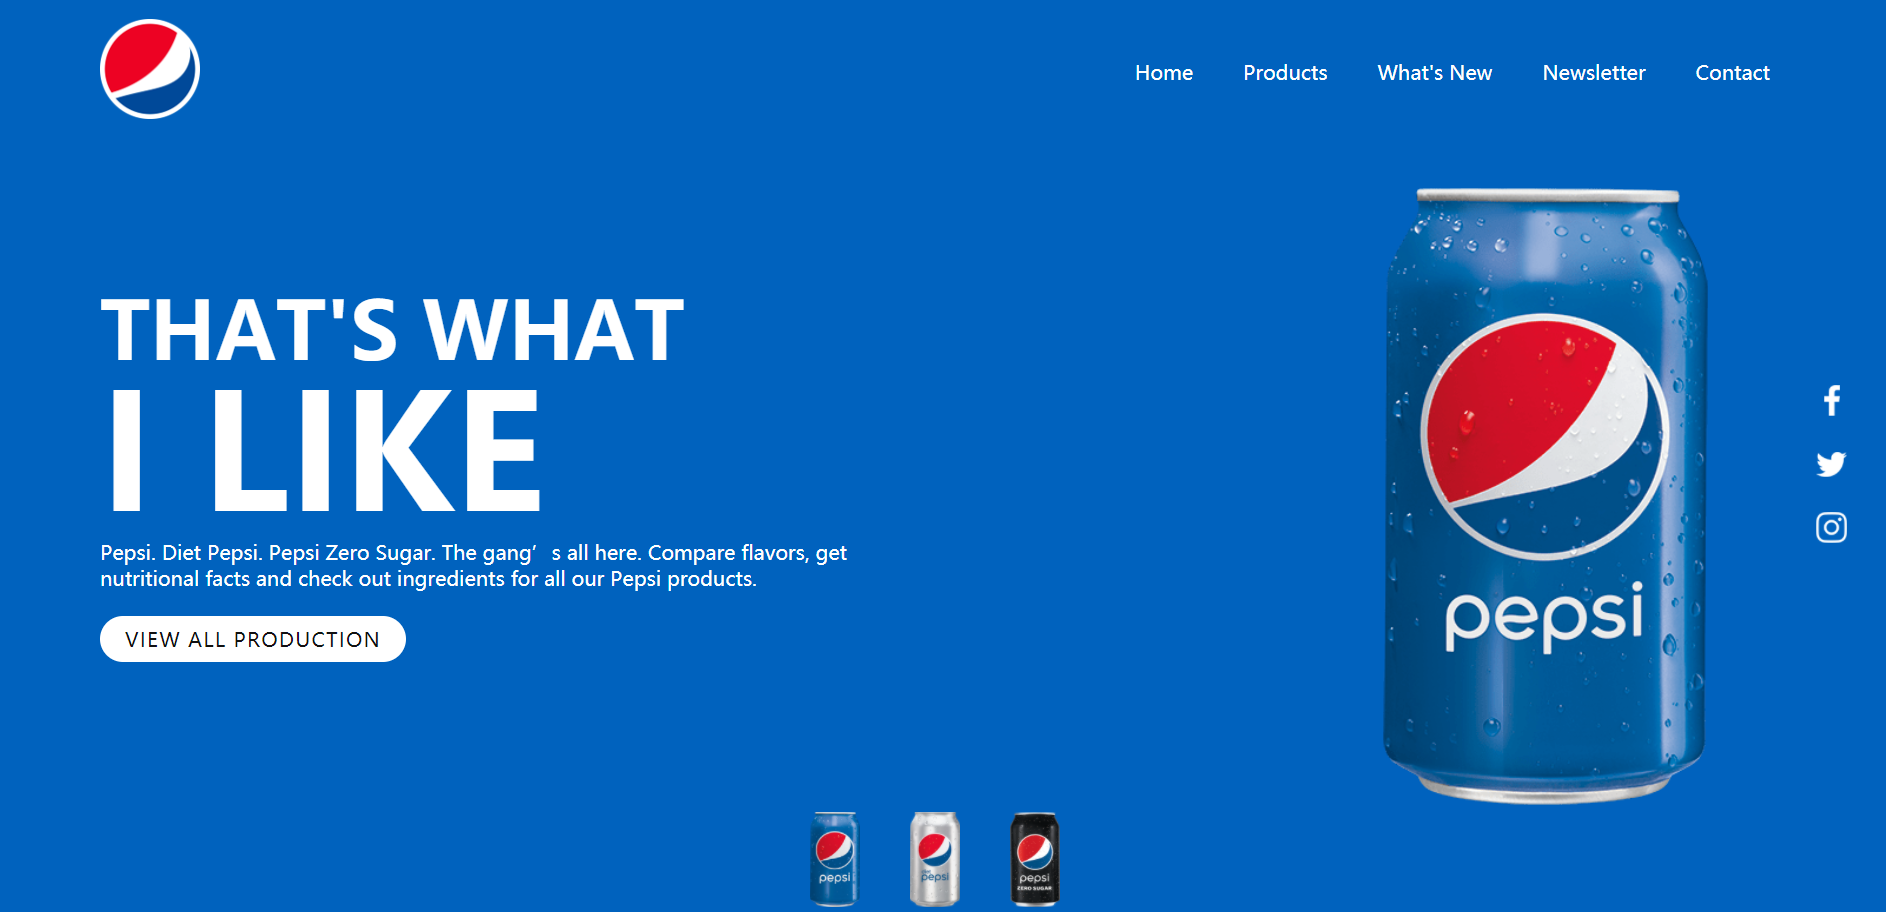 Home Products What's New Newsletter Contact
THAT'S WHAT
I LIKE
Pepsi. Diet Pepsi. Pepsi Zero Sugar. The gang’s all here. Compare flavors, get
nutritional facts and check out ingredients for all our Pepsi products.
VIEW ALL PRODUCTION
pepsi
pepsi
diet
pepsi
pepsi
ZERO SUGAR